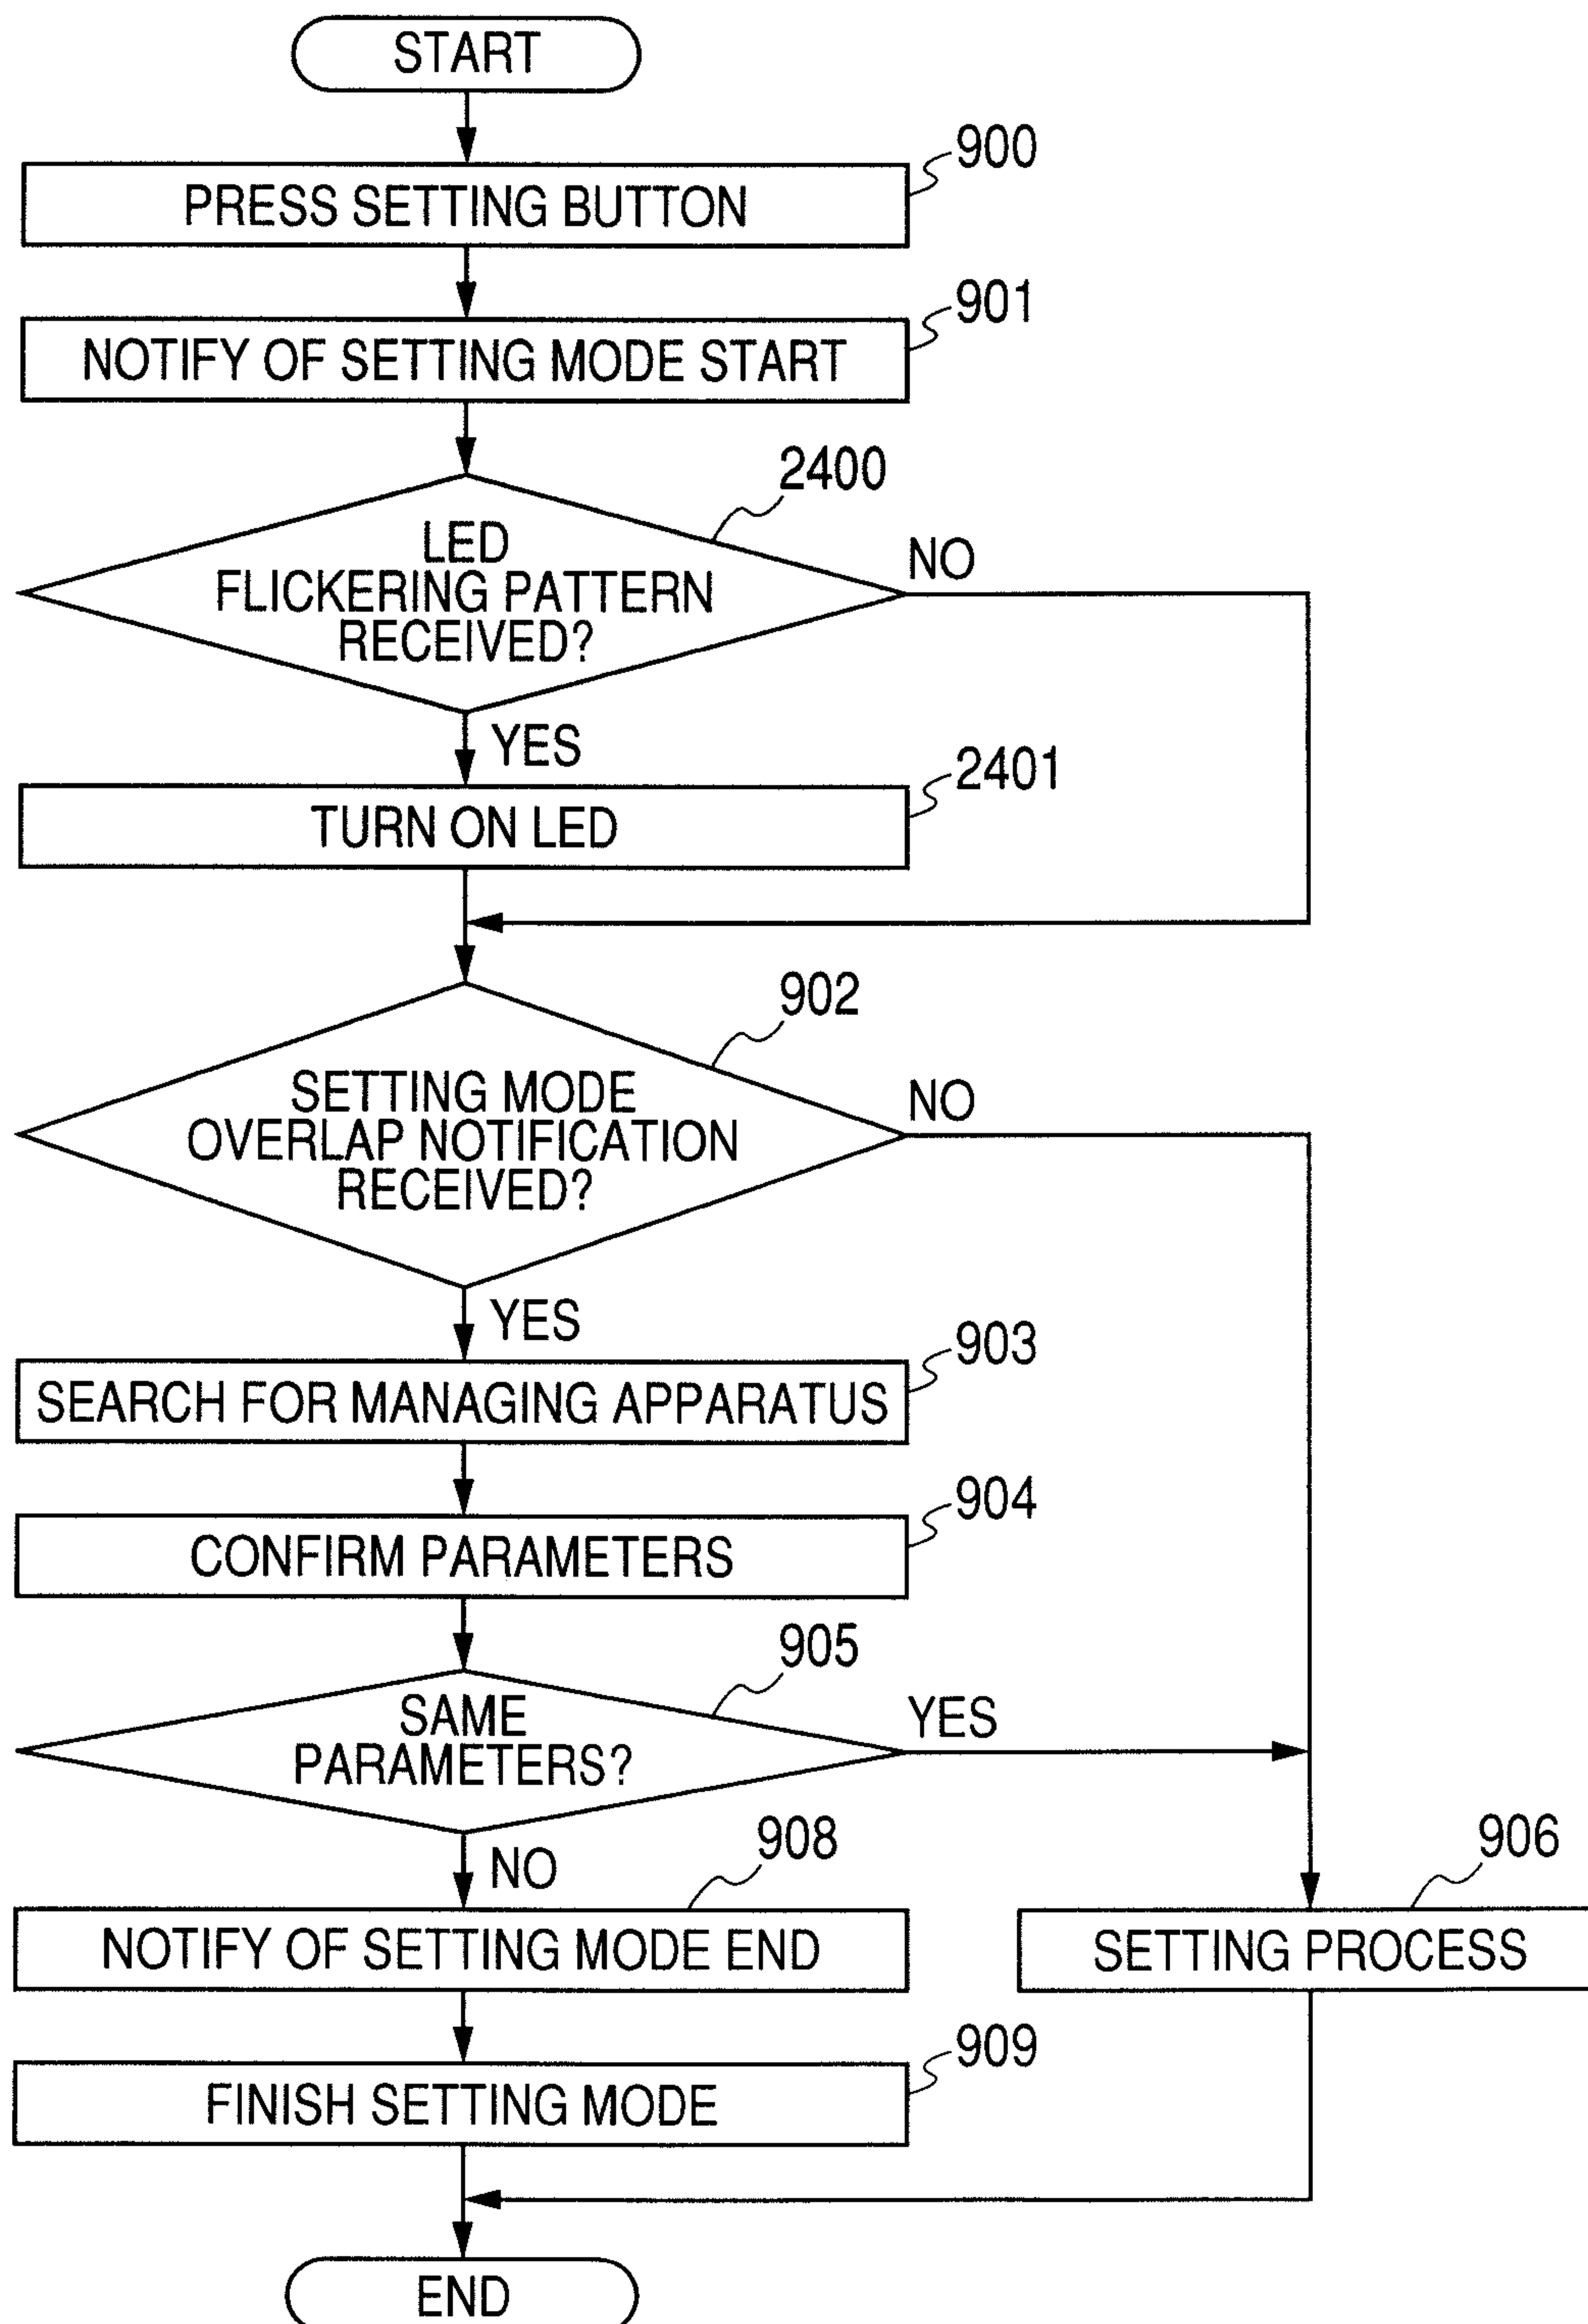 START
900
PRESS SETTING BUTTON
901
NOTIFY OF SETTING MODE START
2400
LED
FLICKERING PATTERN
RECEIVED?
NO
YES
2401
TURN ON LED
902
SETTING MODE
OVERLAP NOTIFICATION
RECEIVED?
NO
YES
903
SEARCH FOR MANAGING APPARATUS
904
CONFIRM PARAMETERS
905
SAME
PARAMETERS?
YES
NO
908
NOTIFY OF SETTING MODE END
906
SETTING PROCESS
909
FINISH SETTING MODE
END